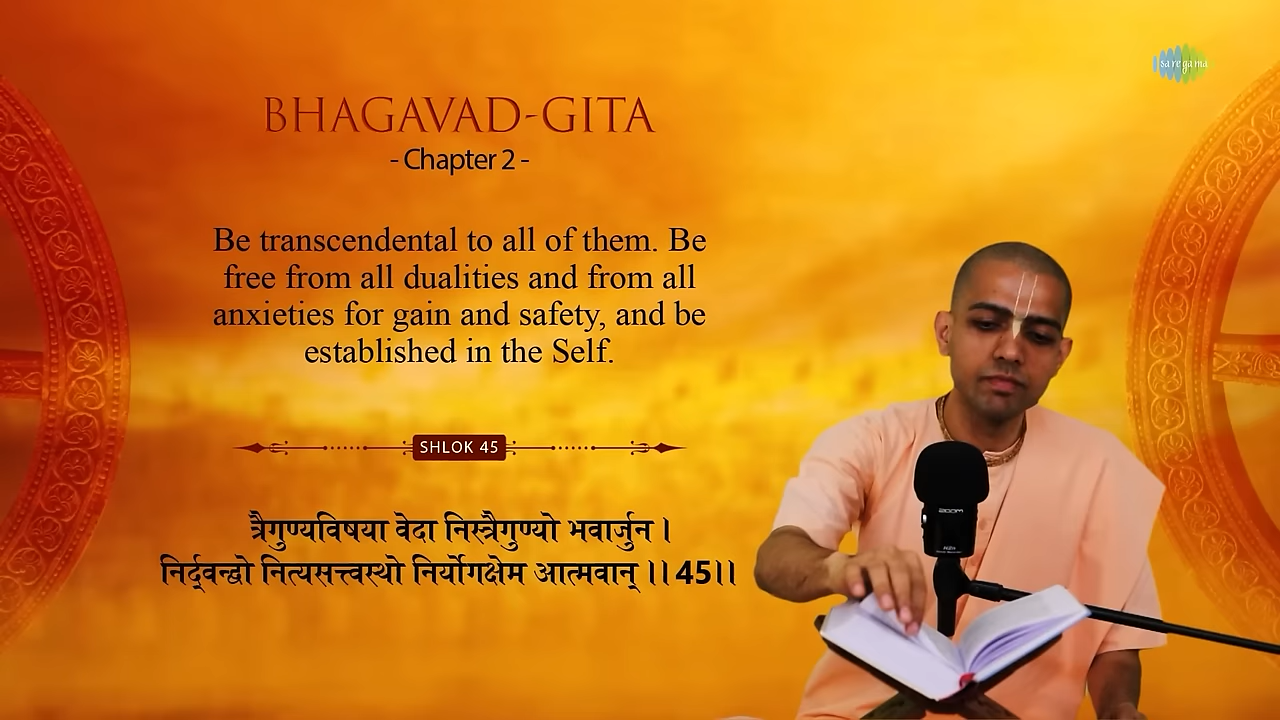 saregama
BHAGAVAD-GITA
- Chapter 2 -
Be transcendental to all of them. Be
free from all dualities and from all
anxieties for gain and safety, and be
established in the Self.
SHLOK 45
त्रैगुण्यविषया वेदा निस्त्रैगुण्यो भवार्जुन ।
निर्द्वन्द्वो नित्यसत्त्वस्थो निर्योगक्षेम आत्मवान् ।। 45।।
zoom